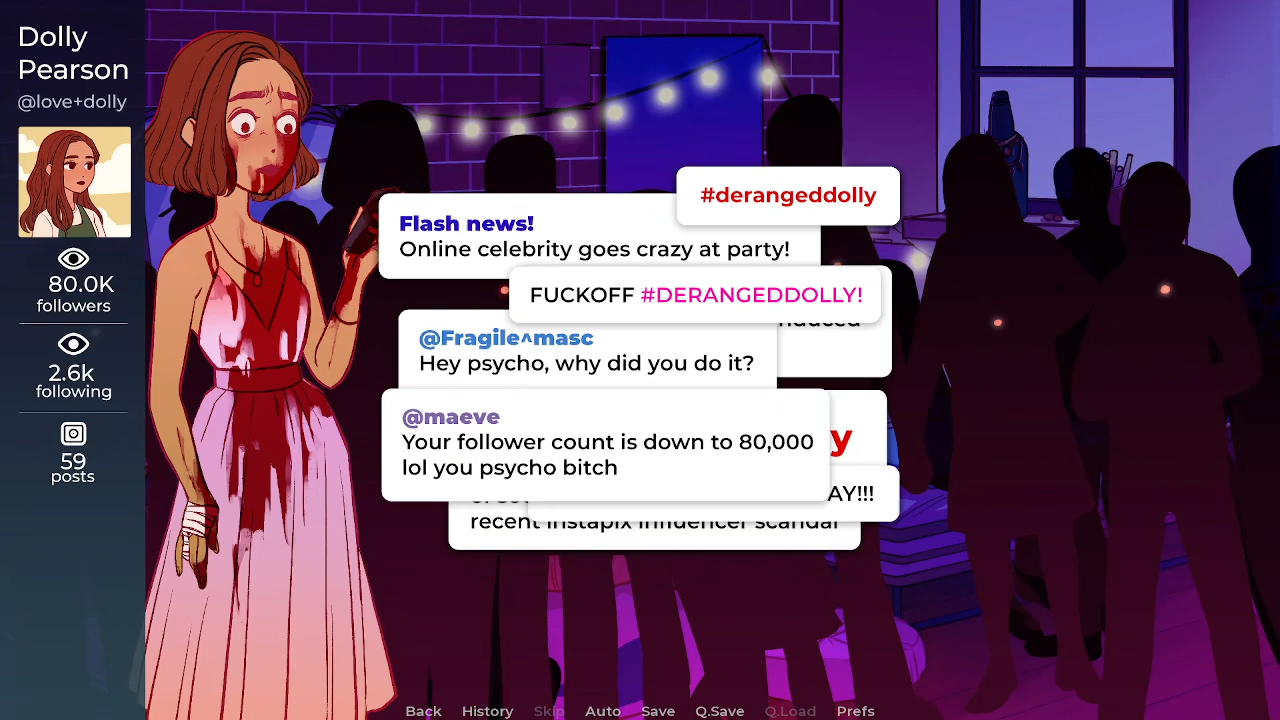 Dolly
Pearson
@love+dolly
80.0K
followers
2.6k
following
59
posts
#derangeddolly
Flash news!
Online celebrity goes crazy at party!
FUCKOFF #DERANGEDDOLLY!
@Fragile^masc
Hey psycho, why did you do it?
@maeve
Your follower count is down to 80,000
lol you psycho bitch
y
AY!!!
recent Instapix influencer scandal
Back History Skip Auto Save Q.Save Q.Load Prefs